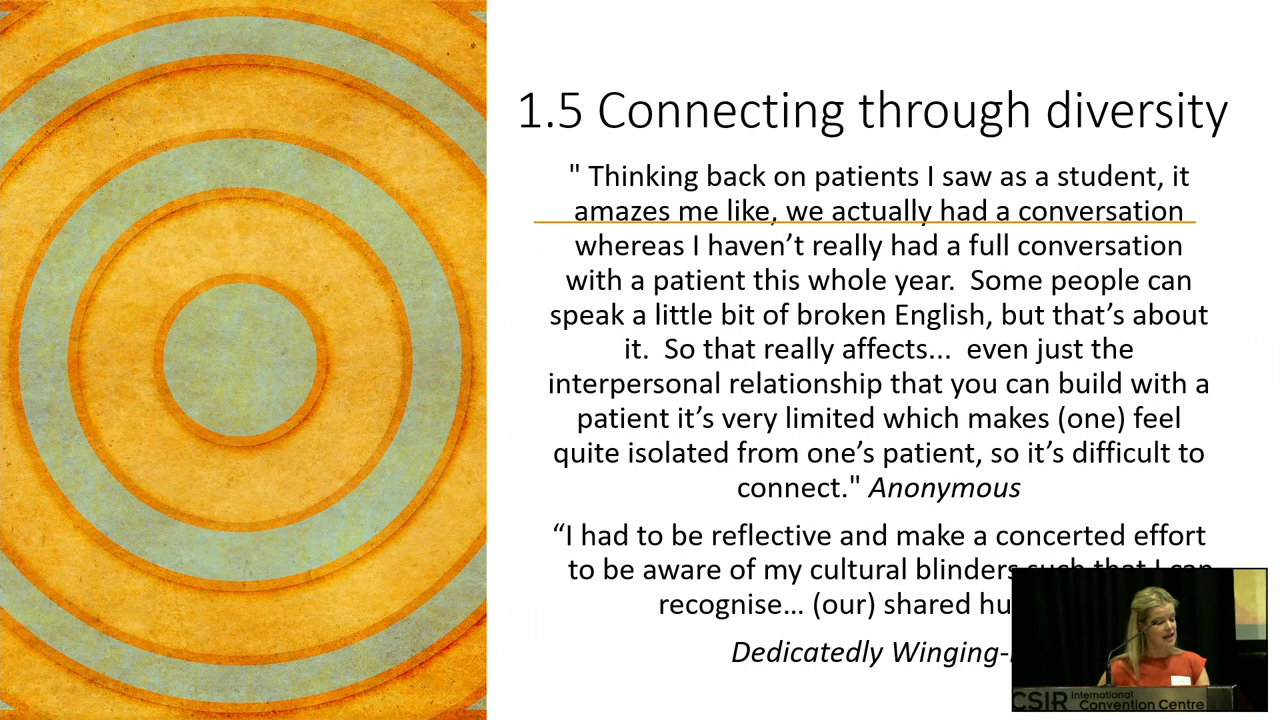 1.5 Connecting through diversity
" Thinking back on patients I saw as a student, it
amazes me like, we actually had a conversation
whereas I haven’t really had a full conversation
with a patient this whole year.  Some people can
speak a little bit of broken English, but that’s about
it.  So that really affects...  even just the
interpersonal relationship that you can build with a
patient it’s very limited which makes (one) feel
quite isolated from one’s patient, so it’s difficult to
connect." Anonymous
“I had to be reflective and make a concerted effort
to be aware of my cultural blinders such that I can
recognise... (our) shared
Dedicatedly Winging-
CSIR International
Convention Centre